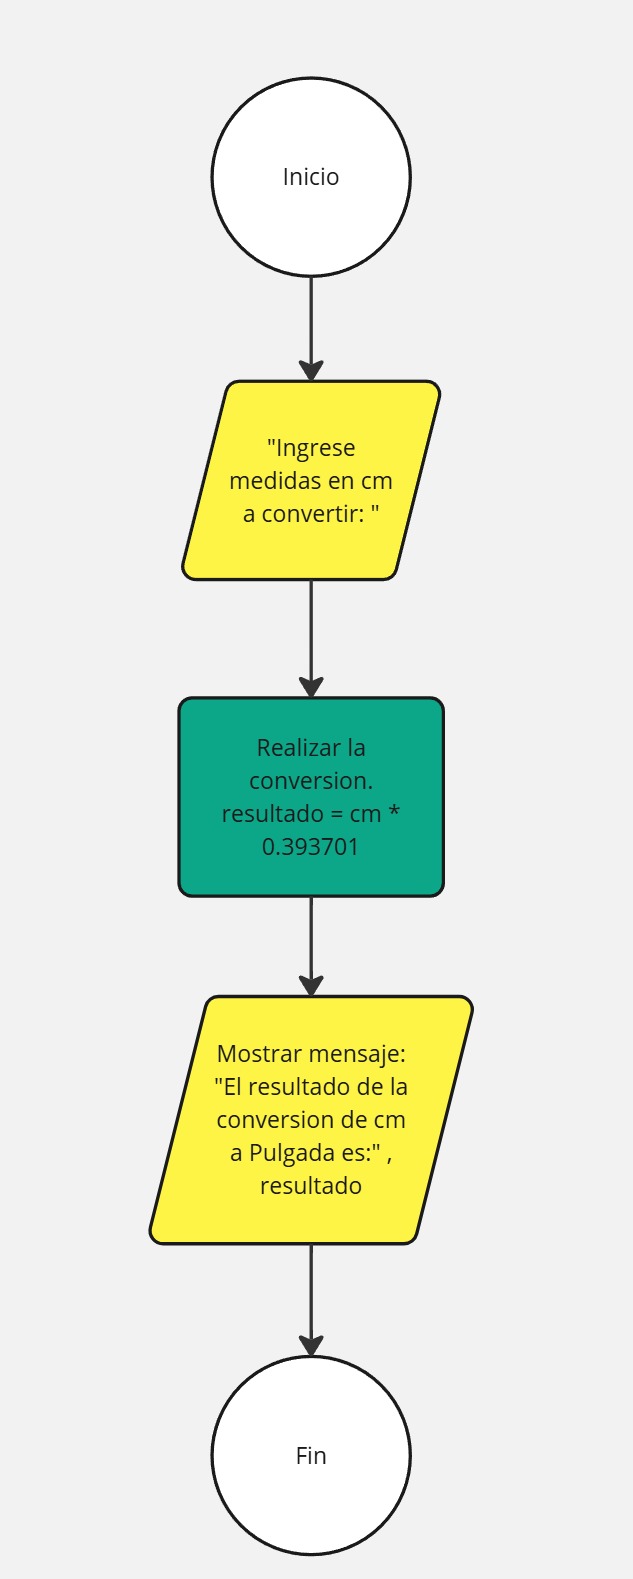 Inicio
"Ingrese
medidas en cm
a convertir: "
Realizar la
conversion.
resultado = cm *
0.393701
Mostrar mensaje:
"El resultado de la
conversion de cm
a Pulgada es:" ,
resultado
Fin